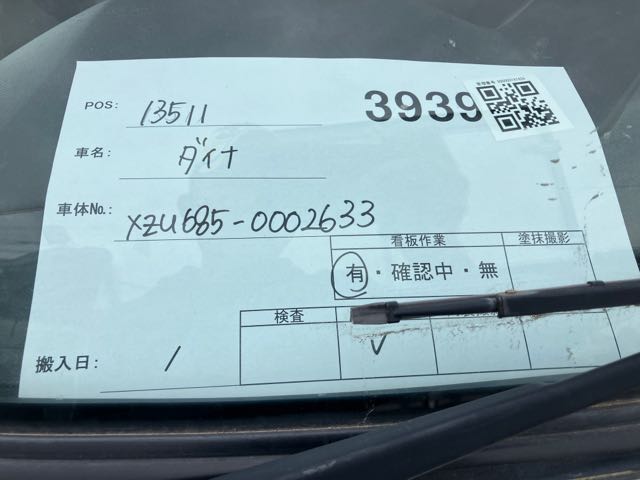 POS: 13511
3939
車名: ダイナ
車体No.: XZU685-0002633
看板作業 塗抹撮影
有・確認中・無
検査
搬入日: /
✓